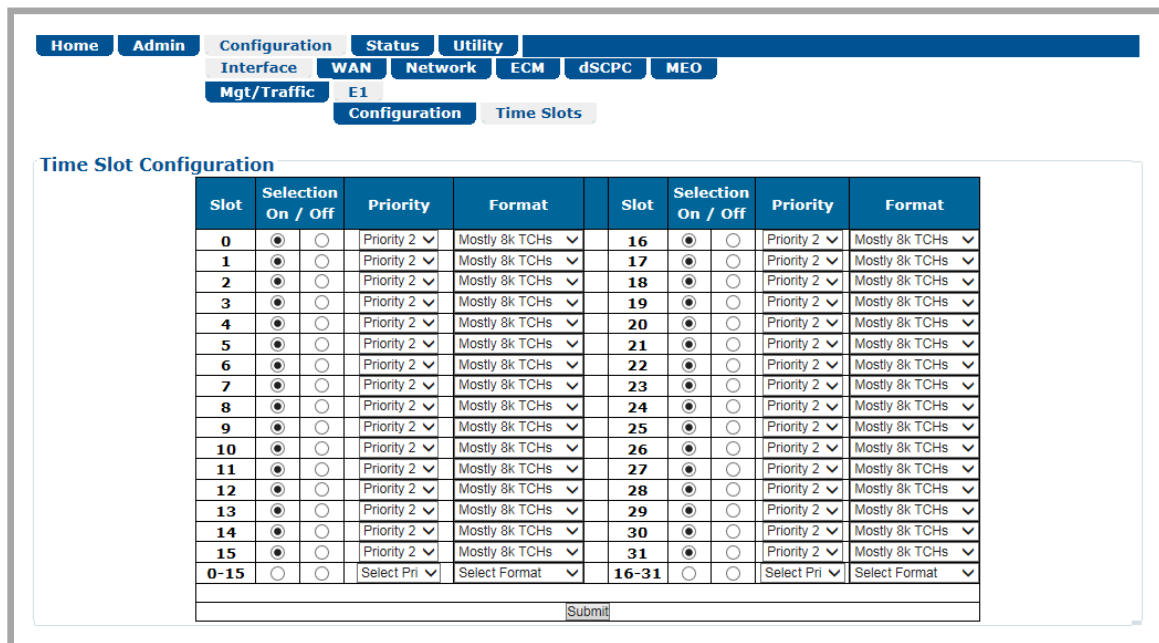 Home Admin Configuration Status Utility
Interface WAN Network ECM dSCPC MEO
Mgt/Traffic E1
Configuration Time Slots
Time Slot Configuration
Slot Selection On / Off Priority Format Slot Selection On / Off Priority Format
0 Priority 2 Mostly 8k TCHs 16 Priority 2 Mostly 8k TCHs
1 Priority 2 Mostly 8k TCHs 17 Priority 2 Mostly 8k TCHs
2 Priority 2 Mostly 8k TCHs 18 Priority 2 Mostly 8k TCHs
3 Priority 2 Mostly 8k TCHs 19 Priority 2 Mostly 8k TCHs
4 Priority 2 Mostly 8k TCHs 20 Priority 2 Mostly 8k TCHs
5 Priority 2 Mostly 8k TCHs 21 Priority 2 Mostly 8k TCHs
6 Priority 2 Mostly 8k TCHs 22 Priority 2 Mostly 8k TCHs
7 Priority 2 Mostly 8k TCHs 23 Priority 2 Mostly 8k TCHs
8 Priority 2 Mostly 8k TCHs 24 Priority 2 Mostly 8k TCHs
9 Priority 2 Mostly 8k TCHs 25 Priority 2 Mostly 8k TCHs
10 Priority 2 Mostly 8k TCHs 26 Priority 2 Mostly 8k TCHs
11 Priority 2 Mostly 8k TCHs 27 Priority 2 Mostly 8k TCHs
12 Priority 2 Mostly 8k TCHs 28 Priority 2 Mostly 8k TCHs
13 Priority 2 Mostly 8k TCHs 29 Priority 2 Mostly 8k TCHs
14 Priority 2 Mostly 8k TCHs 30 Priority 2 Mostly 8k TCHs
15 Priority 2 Mostly 8k TCHs 31 Priority 2 Mostly 8k TCHs
0-15 Select Pri Select Format 16-31 Select Pri Select Format
Submit